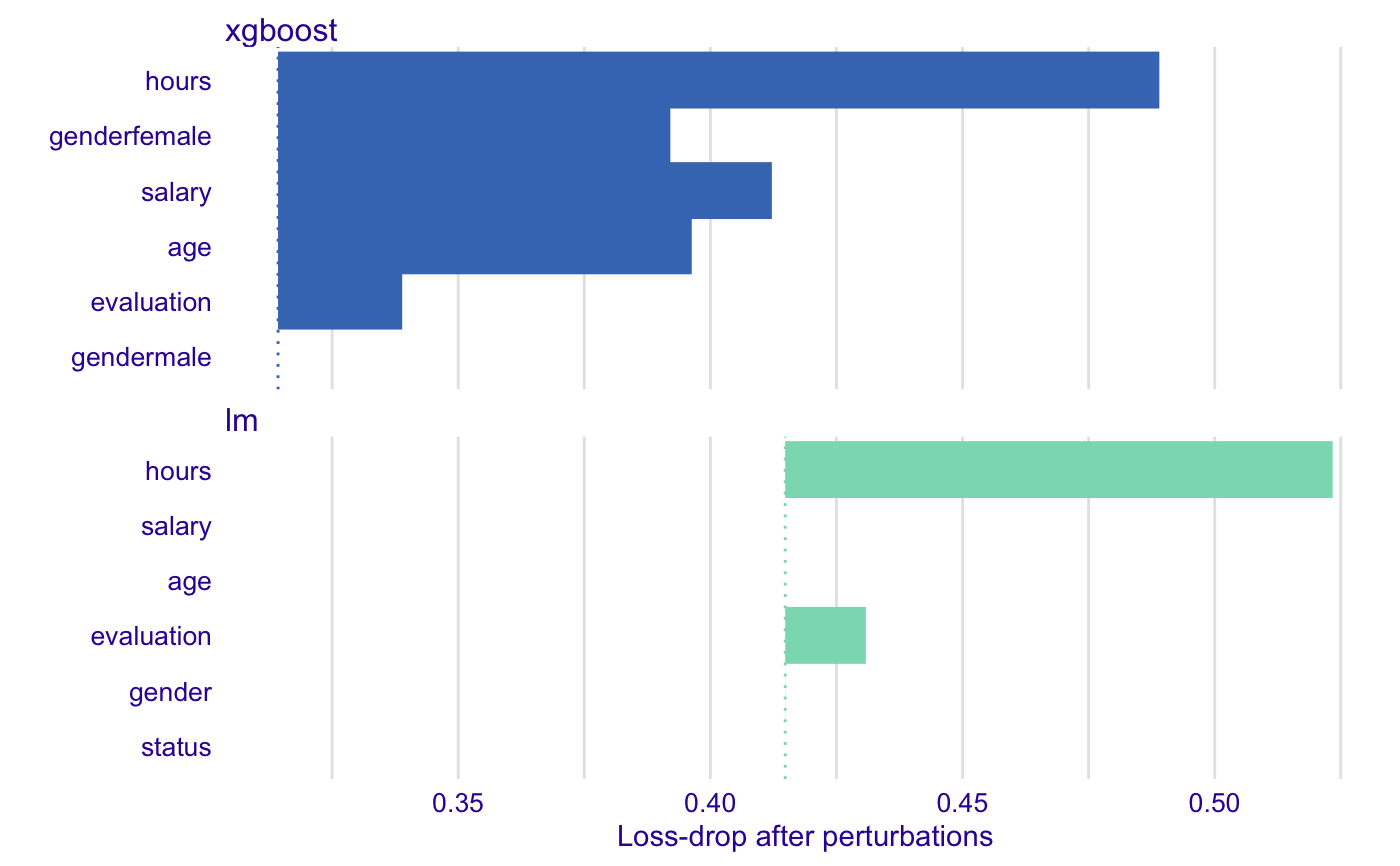 xgboost
hours
genderfemale
salary
age
evaluation
gendermale
lm
hours
salary
age
evaluation
gender
status
0.35 0.40 0.45 0.50
Loss-drop after perturbations